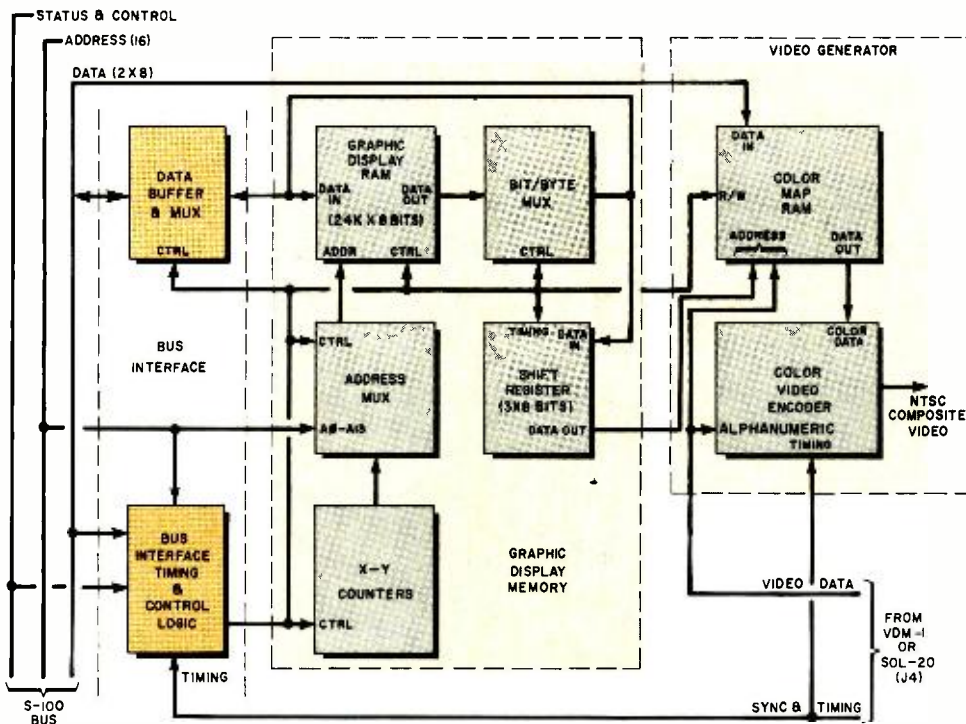 STATUS & CONTROL
ADDRESS (16)
DATA (2X8)
VIDEO GENERATOR
DATA
BUFFER
& MUX
CTRL
GRAPHIC
DISPLAY
RAM
DATA
IN
DATA
OUT
(24K X 8 BITS)
ADDR
CTRL
BIT/BYTE
MUX
CTRL
DATA
IN
COLOR
MAP
RAM
R/W
ADDRESS
DATA
OUT
BUS
INTERFACE
CTRL
ADDRESS
MUX
AØ-A15
TIMING
DATA
IN
SHIFT
REGISTER
(3X8 BITS)
DATA OUT
COLOR
DATA
COLOR
VIDEO
ENCODER
ALPHANUMERIC
TIMING
NTSC
COMPOSITE
VIDEO
BUS
INTERFACE
TIMING
&
CONTROL
LOGIC
X-Y
COUNTERS
CTRL
GRAPHIC
DISPLAY
MEMORY
VIDEO DATA
FROM
VDM-1
OR
SOL-20
(J4)
TIMING
SYNC & TIMING
S-100
BUS